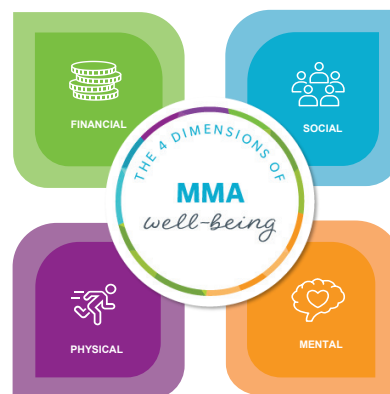 FINANCIAL
SOCIAL
THE 4 DIMENSIONS OF
MMA
well-being
PHYSICAL
MENTAL